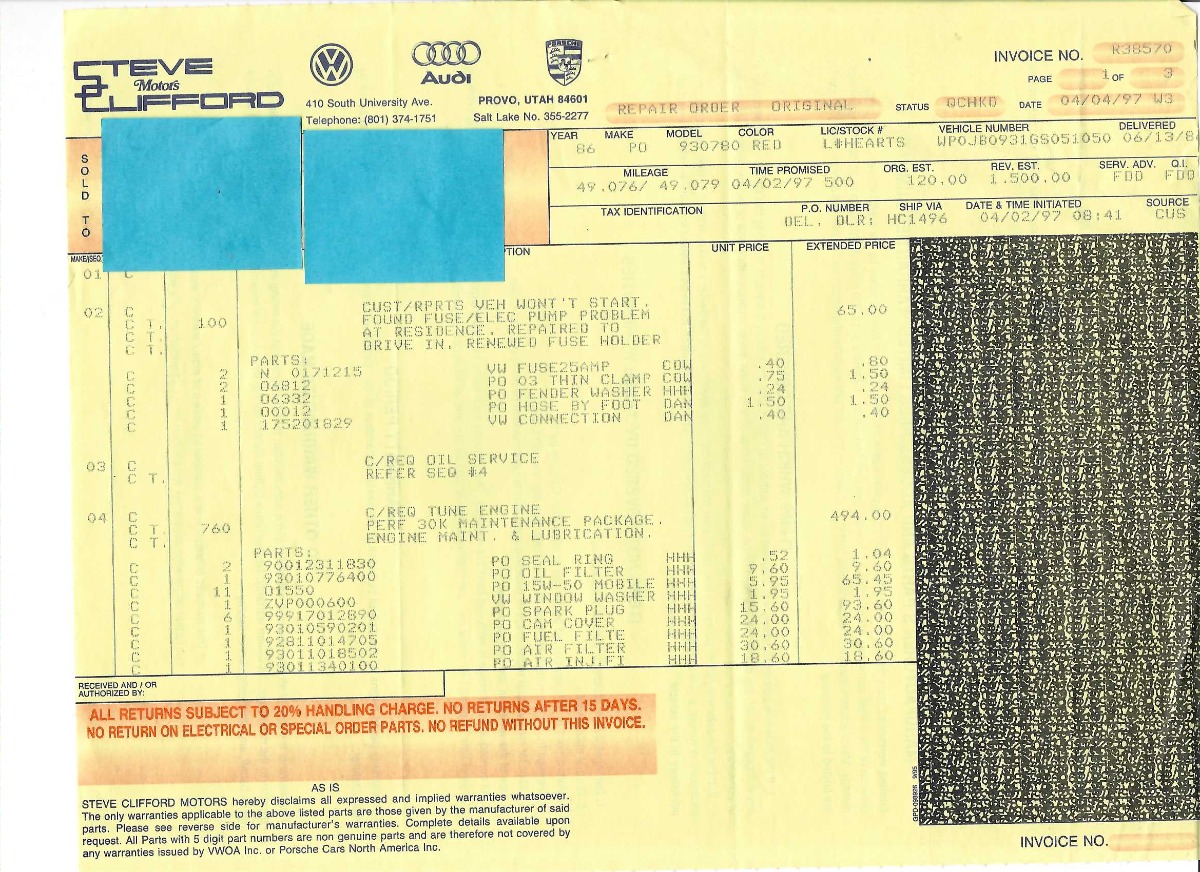 STEVE
Motors
CLIFFORD
Audi
PORSCHE
410 South University Ave.
Telephone: (801) 374-1751
PROVO, UTAH 84601
Salt Lake No. 355-2277
REPAIR ORDER ORIGINAL
INVOICE NO. R38570
PAGE 1 OF 3
STATUS QCHKD DATE 04/04/97 W3
SOLD TO
YEAR MAKE MODEL COLOR LIC/STOCK # VEHICLE NUMBER DELIVERED
86 PO 930780 RED L#HEARTS WP0JB0931GS051050 06/13/8
MILEAGE TIME PROMISED ORG. EST. REV. EST. SERV. ADV. Q.I.
49.076/ 49.079 04/02/97 500 120.00 1.500.00 FDD FDD
TAX IDENTIFICATION P.O. NUMBER SHIP VIA DATE & TIME INITIATED SOURCE
DEL. DLR: HC1496 04/02/97 08:41 CUS
MAKE/SEQ. TION UNIT PRICE EXTENDED PRICE
01 C
02 C CUST/RPRTS VEH WONT'T START. 65.00
C T. 100 FOUND FUSE/ELEC PUMP PROBLEM
C T. AT RESIDENCE. REPAIRED TO
C T. DRIVE IN. RENEWED FUSE HOLDER
PARTS:
C 2 N 0171215 VW FUSE25AMP COW .40 .80
C 2 06812 PO 03 THIN CLAMP COW .75 1.50
C 1 06332 PO FENDER WASHER HHH .24 .24
C 1 00012 PO HOSE BY FOOT DAN 1.50 1.50
C 1 175201829 VW CONNECTION DAN .40 .40
03 C C/REQ OIL SERVICE
C T. REFER SEQ #4
04 C C/REQ TUNE ENGINE 494.00
C T. 760 PERF 30K MAINTENANCE PACKAGE.
C T. ENGINE MAINT. & LUBRICATION.
PARTS:
C 2 90012311830 PO SEAL RING HHH .52 1.04
C 1 93010776400 PO OIL FILTER HHH 9.60 9.60
C 11 01550 PO 15W-50 MOBILE HHH 5.95 65.45
C 1 ZVP000600 VW WINDOW WASHER HHH 1.95 1.95
C 6 99917012890 PO SPARK PLUG HHH 15.60 93.60
C 1 93010590201 PO CAM COVER HHH 24.00 24.00
C 1 92811014705 PO FUEL FILTE HHH 24.00 24.00
C 1 93011018502 PO AIR FILTER HHH 30.60 30.60
C 1 93011340100 PO AIR INJ.FI HHH 18.60 18.60
RECEIVED AND / OR
AUTHORIZED BY:
ALL RETURNS SUBJECT TO 20% HANDLING CHARGE. NO RETURNS AFTER 15 DAYS.
NO RETURN ON ELECTRICAL OR SPECIAL ORDER PARTS. NO REFUND WITHOUT THIS INVOICE.
AS IS
STEVE CLIFFORD MOTORS hereby disclaims all expressed and implied warranties whatsoever.
The only warranties applicable to the above listed parts are those given by the manufacturer of said
parts. Please see reverse side for manufacturer's warranties. Complete details available upon
request. All Parts with 5 digit part numbers are non genuine parts and are therefore not covered by
any warranties issued by VWOA Inc. or Porsche Cars North America Inc.
INVOICE NO.